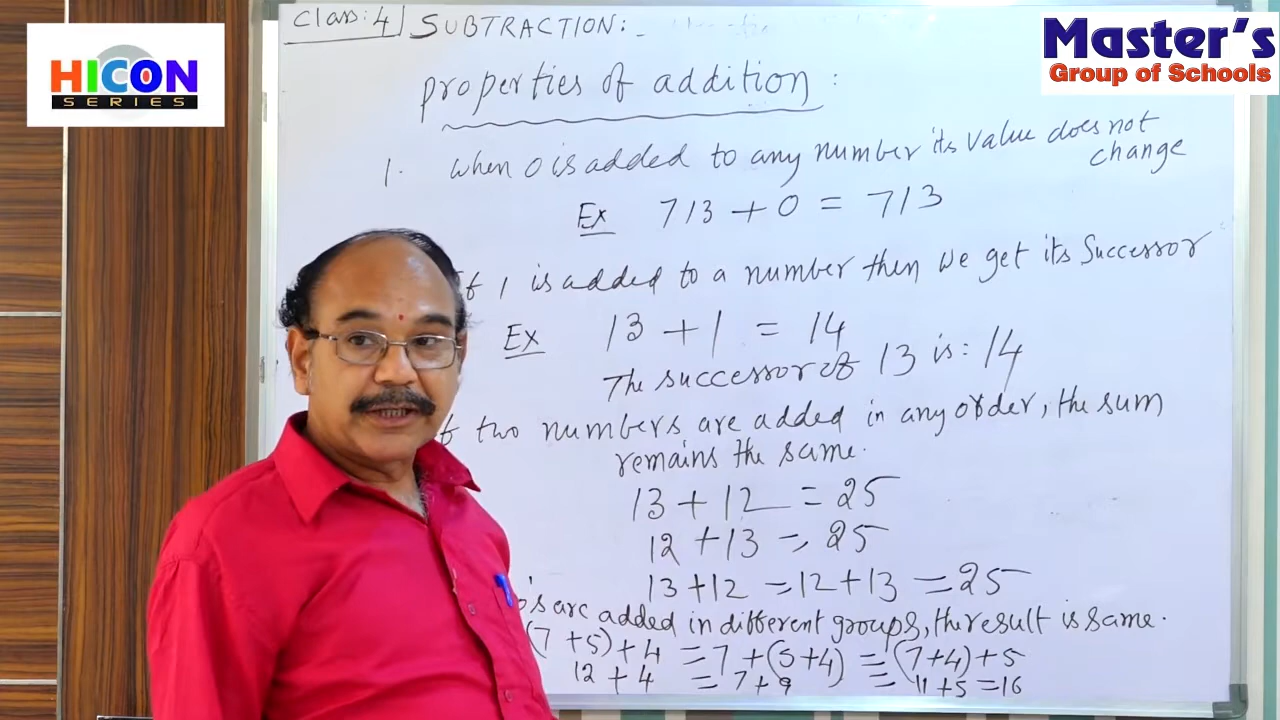 HICON
SERIES
Master's
Group of Schools
Class: 4 SUBTRACTION:-
properties of addition:
1. When 0 is added to any number its value does not
change
Ex 713 + 0 = 713
If 1 is added to a number then we get its Successor
Ex 13 + 1 = 14
The successor of 13 is: 14
two numbers are added in any order, the sum
remains the same.
13 + 12 = 25
12 + 13 = 25
13 + 12 = 12 + 13 = 25
o's are added in different groups, the result is same.
(7 + 5) + 4 = 7 + (5 + 4) = (7 + 4) + 5
12 + 4 = 7 + 9 = 11 + 5 = 16